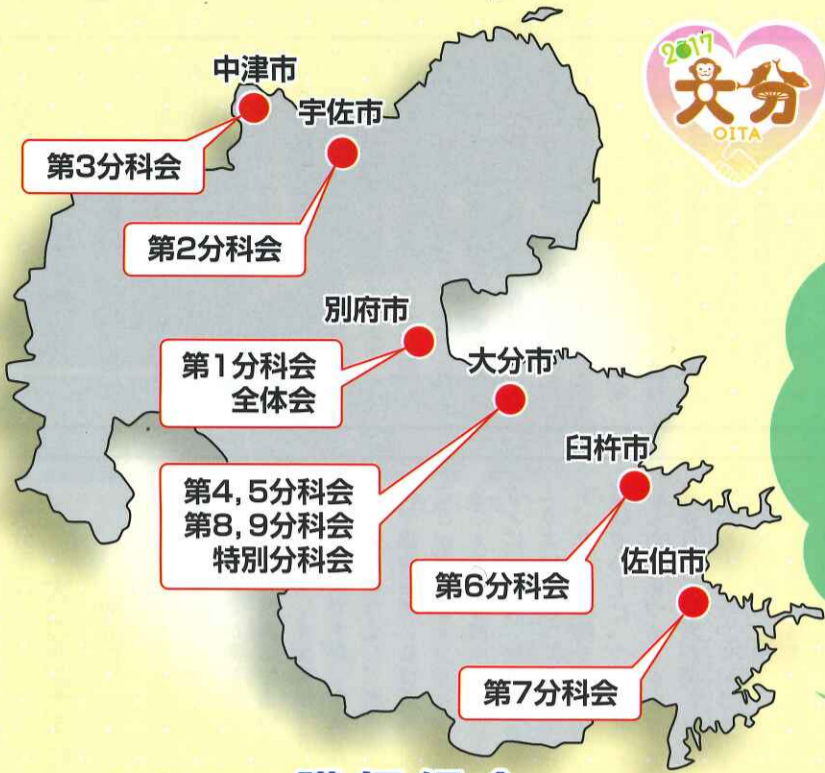 2017
大分
OITA
中津市
第3分科会
宇佐市
第2分科会
別府市
第1分科会
全体会
大分市
第4,5分科会
第8,9分科会
特別分科会
臼杵市
第6分科会
佐伯市
第7分科会